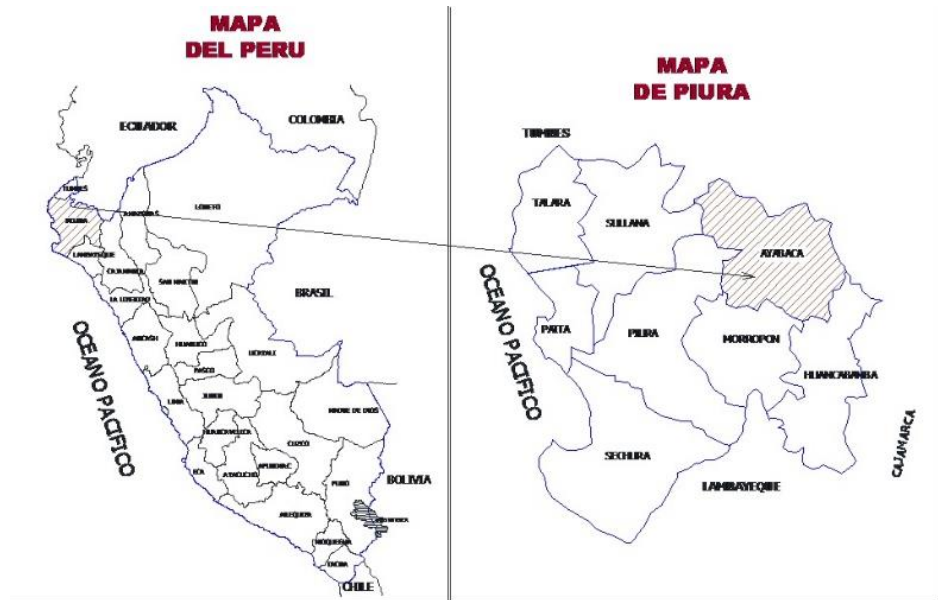 MAPA
DEL PERU
ECUADOR
COLOMBIA
TUMBES
PIURA
AMAZONAS
LORETO
LAMBAYEQUE
CAJAMARCA
SAN MARTIN
LA LIBERTAD
BRASIL
ANCASH
HUANUCO
UCAYALI
PASCO
OCEANO PACIFICO
LIMA
JUNIN
MADRE DE DIOS
HUANCAVELICA
CUZCO
ICA
AYACUCHO
APURIMAC
PUNO
BOLIVIA
AREQUIPA
MOQUEGUA
TACNA
CHILE
MAPA
DE PIURA
TUMBES
TALARA
SULLANA
AYABACA
OCEANO PACIFICO
PAITA
PIURA
MORROPON
HUANCABAMBA
SECHURA
LAMBAYEQUE
CAJAMARCA